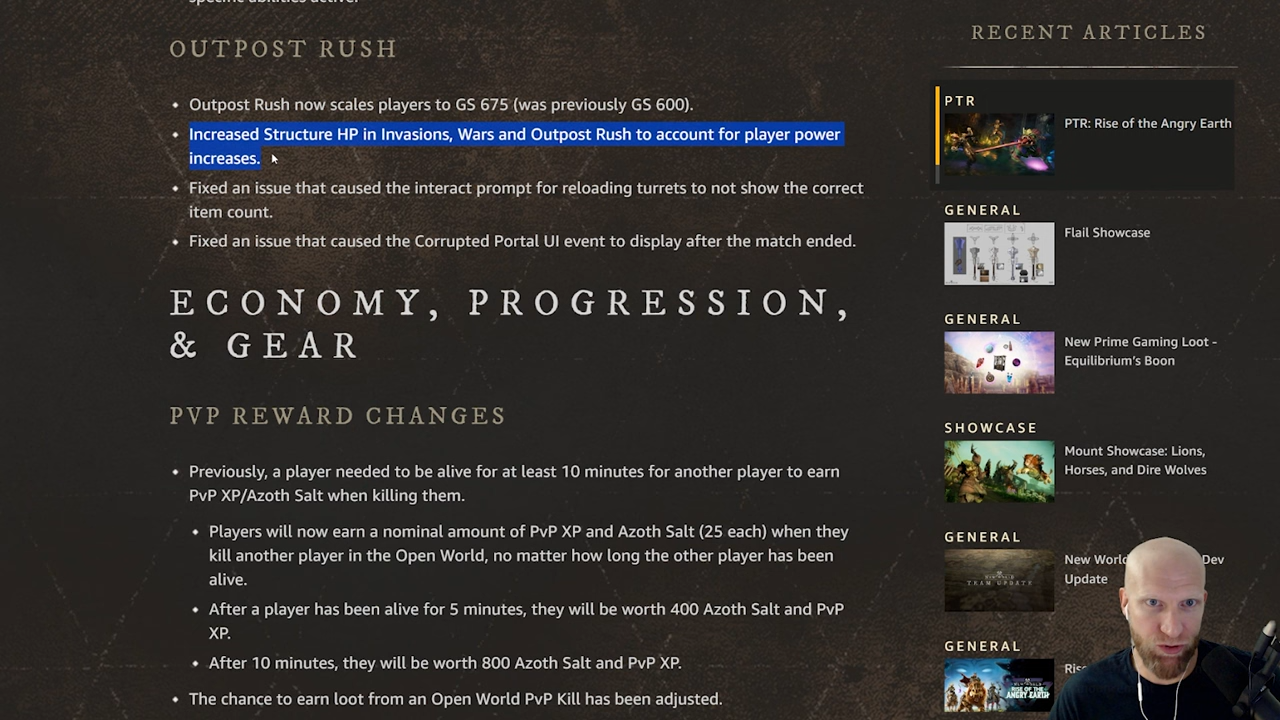 specific abilities active.
OUTPOST RUSH
Outpost Rush now scales players to GS 675 (was previously GS 600).
Increased Structure HP in Invasions, Wars and Outpost Rush to account for player power
increases.
Fixed an issue that caused the interact prompt for reloading turrets to not show the correct
item count.
Fixed an issue that caused the Corrupted Portal UI event to display after the match ended.
ECONOMY, PROGRESSION,
& GEAR
PVP REWARD CHANGES
Previously, a player needed to be alive for at least 10 minutes for another player to earn
PvP XP/Azoth Salt when killing them.
Players will now earn a nominal amount of PvP XP and Azoth Salt (25 each) when they
kill another player in the Open World, no matter how long the other player has been
alive.
After a player has been alive for 5 minutes, they will be worth 400 Azoth Salt and PvP
XP.
After 10 minutes, they will be worth 800 Azoth Salt and PvP XP.
The chance to earn loot from an Open World PvP Kill has been adjusted.
RECENT ARTICLES
PTR
PTR: Rise of the Angry Earth
GENERAL
Flail Showcase
GENERAL
New Prime Gaming Loot -
Equilibrium's Boon
SHOWCASE
Mount Showcase: Lions,
Horses, and Dire Wolves
GENERAL
New World Dev
Update
TEAM UPDATE
GENERAL
RISE OF THE
ANGRY EARTH